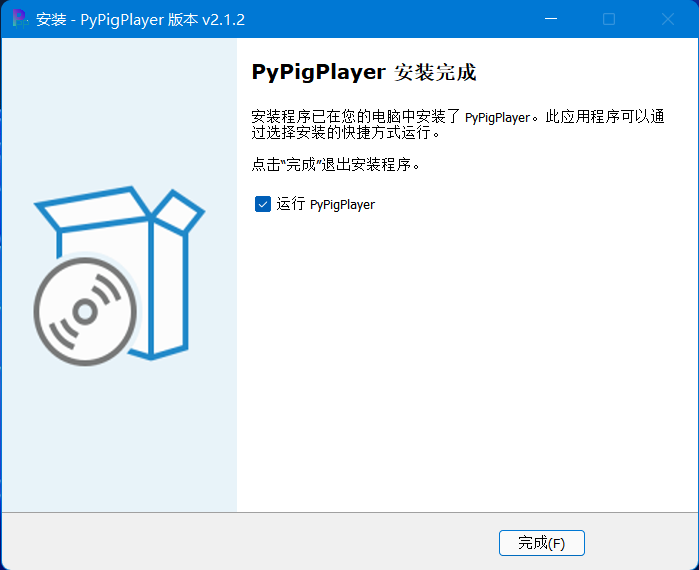 安装 - PyPigPlayer 版本 v2.1.2
PyPigPlayer 安装完成
安装程序已在您的电脑中安装了 PyPigPlayer。此应用程序可以通
过选择安装的快捷方式运行。
点击“完成”退出安装程序。
运行 PyPigPlayer
完成(F)